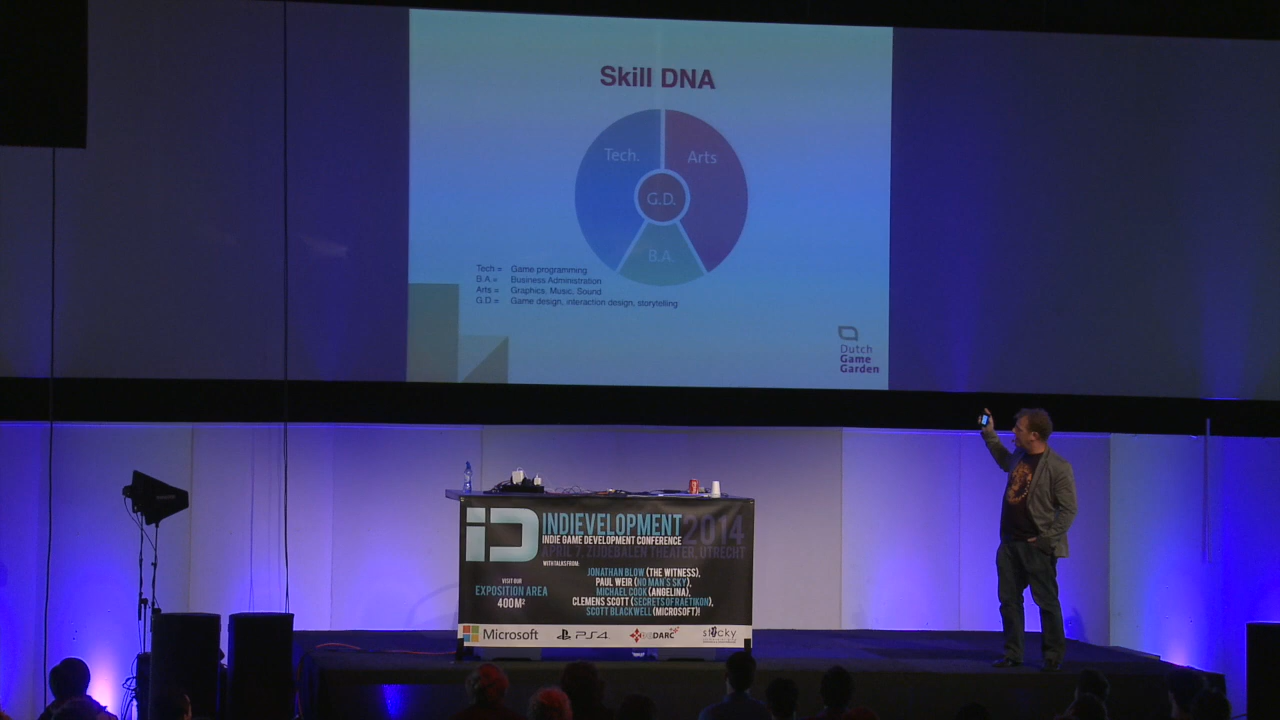 Skill DNA
Tech.
Arts
G.D.
B.A.
Tech = Game programming
B.A = Business Administration
Arts = Graphics, Music, Sound
G.D = Game design, interaction design, storytelling
Dutch
Game
Garden
iD
INDIEVELOPMENT 2014
INDIE GAME DEVELOPMENT CONFERENCE
APRIL 7, ZIJDEBALEN THEATER, UTRECHT
WITH TALKS FROM:
JONATHAN BLOW (THE WITNESS),
PAUL WEIR (NO MAN'S SKY),
MICHAEL COOK (ANGELINA),
CLEMENS SCOTT (SECRETS OF RAETIKON),
SCOTT BLACKWELL (MICROSOFT)!
VISIT OUR
EXPOSITION AREA
400M²
Microsoft
PS4